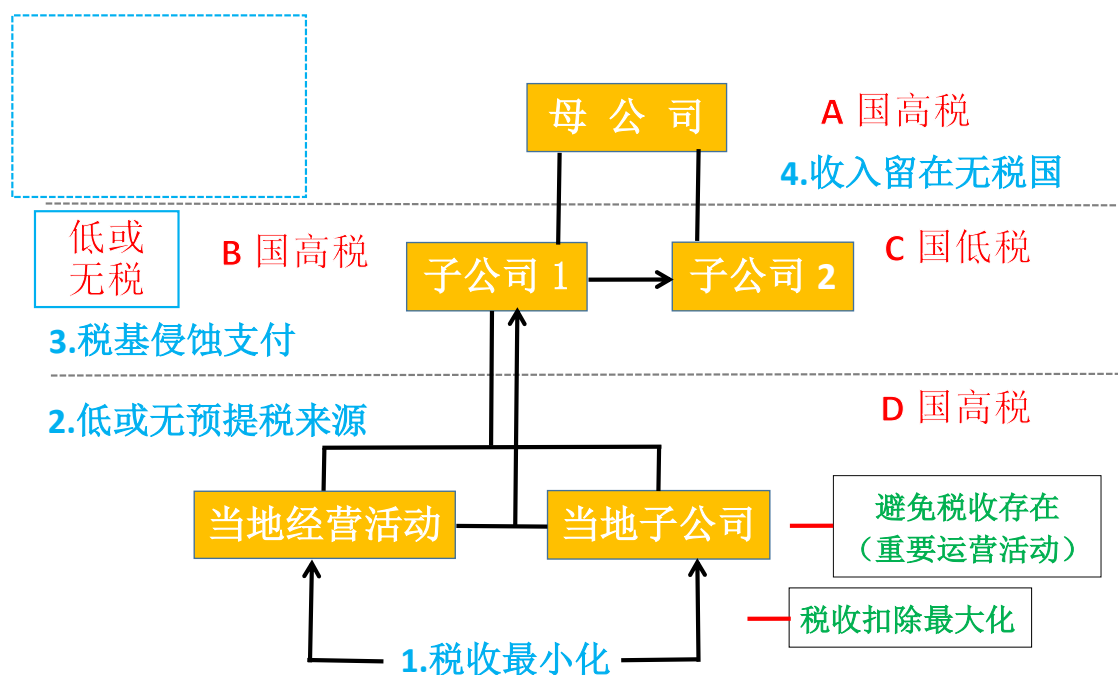 母 公 司
A 国高税
4.收入留在无税国
低或
无税
B 国高税
子公司 1
子公司 2
C 国低税
3.税基侵蚀支付
2.低或无预提税来源
D 国高税
当地经营活动
当地子公司
避免税收存在
（重要运营活动）
税收扣除最大化
1.税收最小化